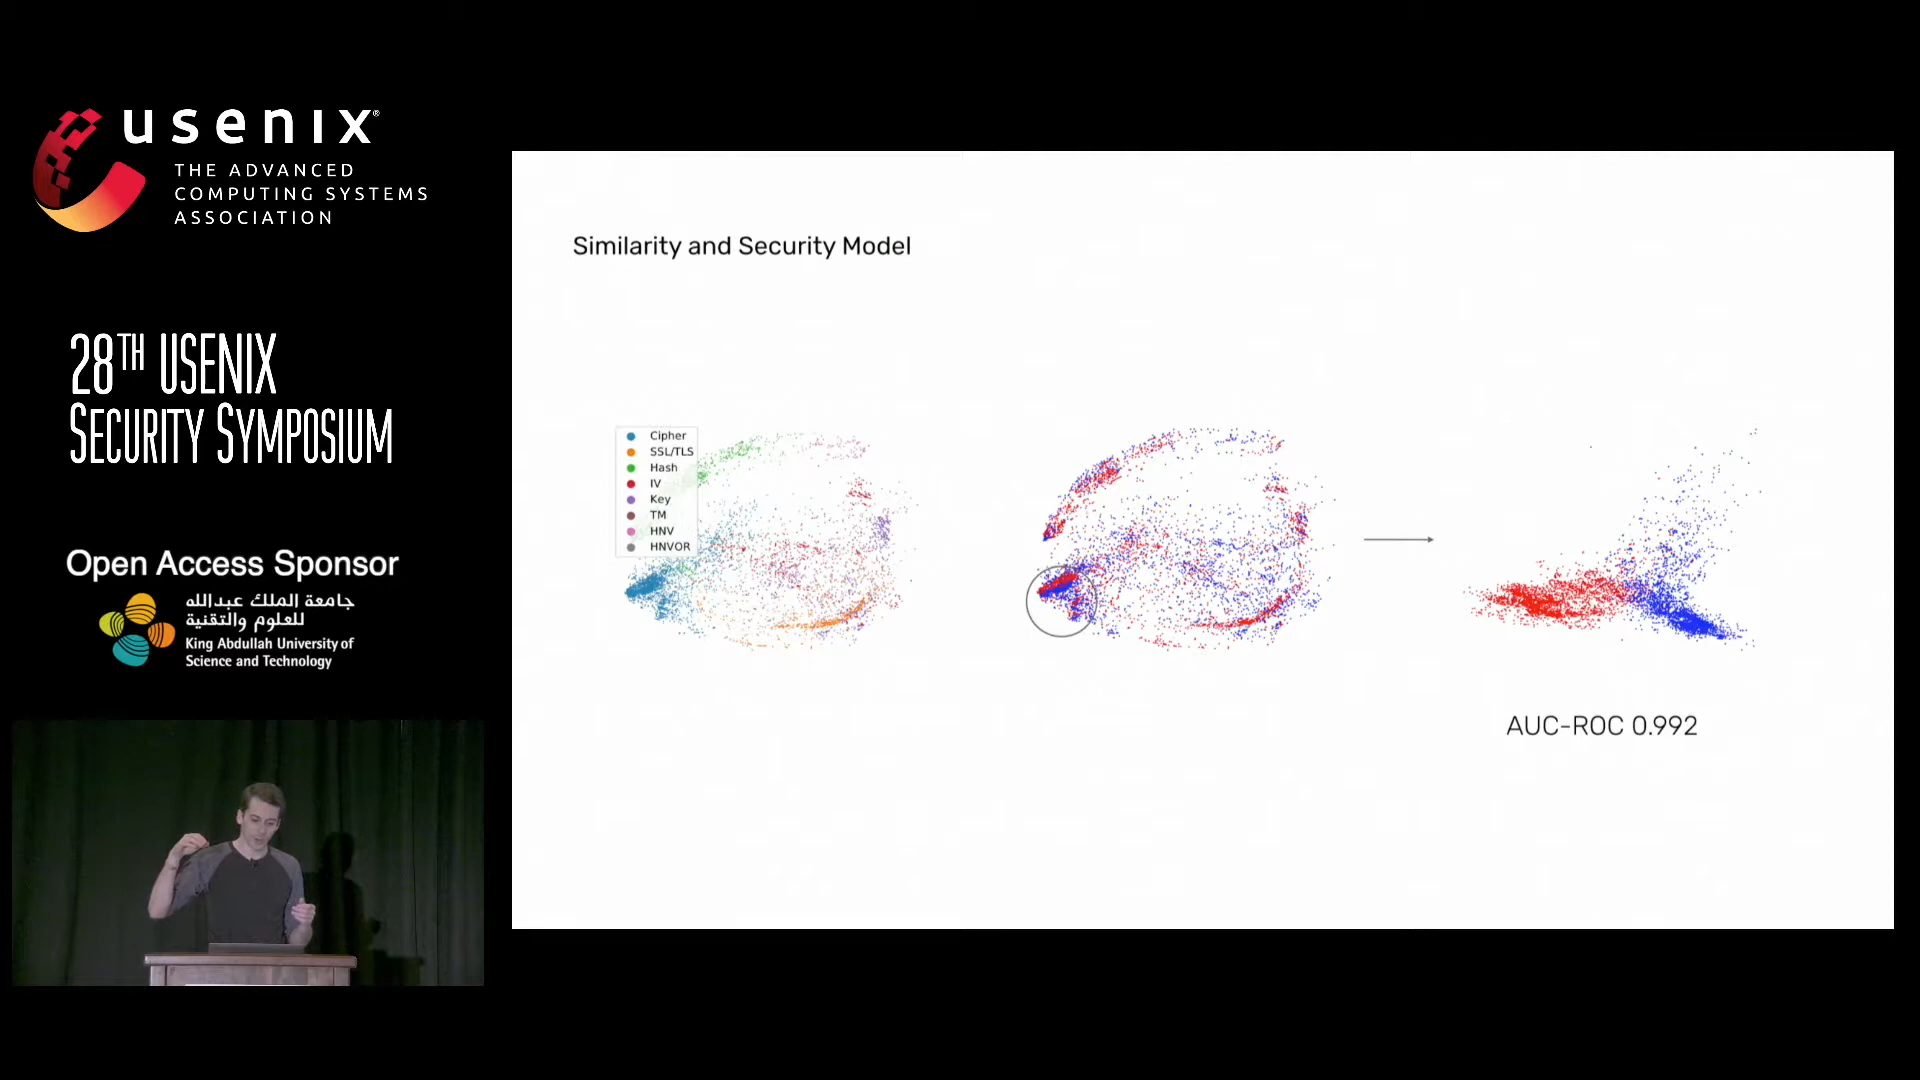 usenix®
THE ADVANCED
COMPUTING SYSTEMS
ASSOCIATION
28TH USENIX
SECURITY SYMPOSIUM
Open Access Sponsor
جامعة الملك عبدالله
للعلوم والتقنية
King Abdullah University of
Science and Technology
Similarity and Security Model
Cipher
SSL/TLS
Hash
IV
Key
TM
HNV
HNVOR
AUC-ROC 0.992